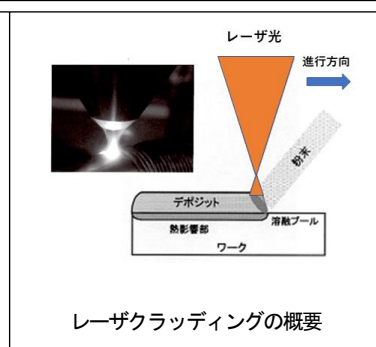 レーザ光
進行方向
粉末
デポジット
熱影響部
溶融プール
ワーク
レーザクラッディングの概要